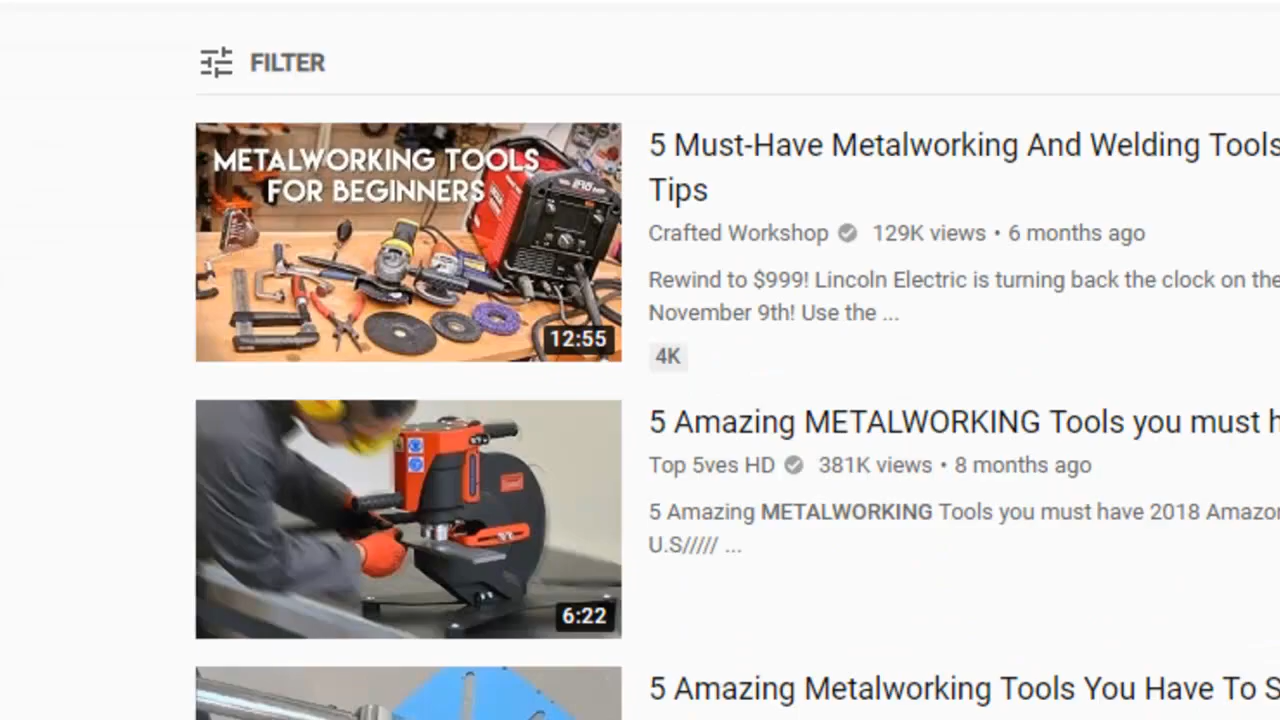 FILTER
METALWORKING TOOLS
FOR BEGINNERS
12:55
5 Must-Have Metalworking And Welding Tools
Tips
Crafted Workshop 129K views • 6 months ago
Rewind to $999! Lincoln Electric is turning back the clock on the
November 9th! Use the ...
4K
6:22
5 Amazing METALWORKING Tools you must h
Top 5ves HD 381K views • 8 months ago
5 Amazing METALWORKING Tools you must have 2018 Amazon
U.S///// ...
5 Amazing Metalworking Tools You Have To S